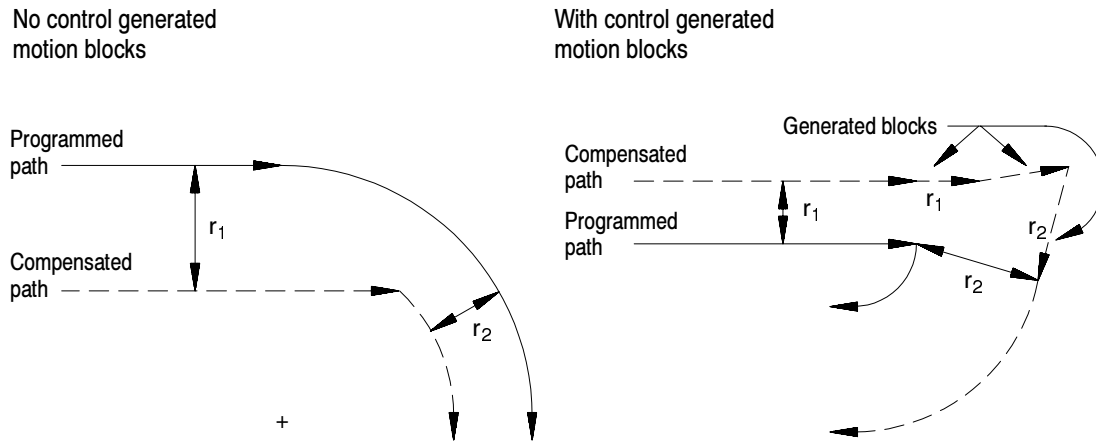 No control generated
motion blocks
Programmed
path
r1
Compensated
path
r2
+
With control generated
motion blocks
Generated blocks
Compensated
path
r1
r1
Programmed
path
r2
r2